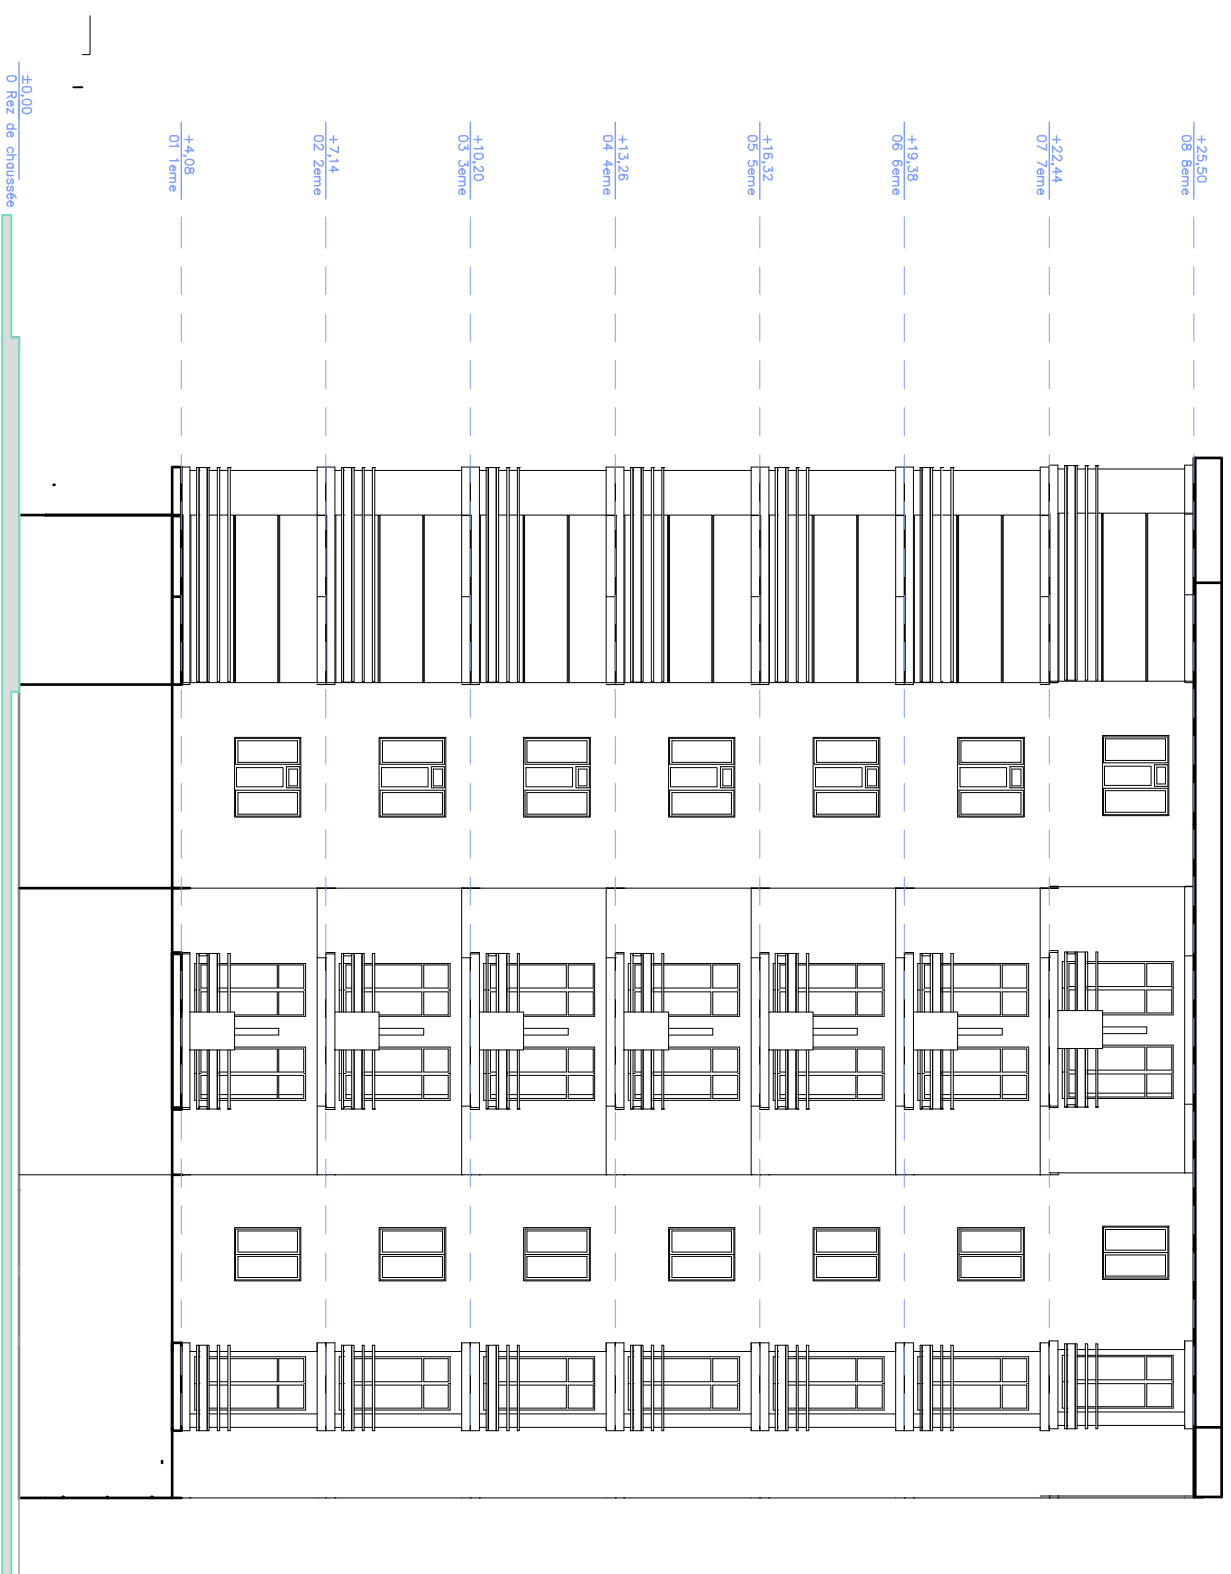 +25,50
08 8eme
+22,44
07 7eme
+19,38
06 6eme
+16,32
05 5eme
+13,26
04 4eme
+10,20
03 3eme
+7,14
02 2eme
+4,08
01 1eme
±0,00
0 Rez de chaussée